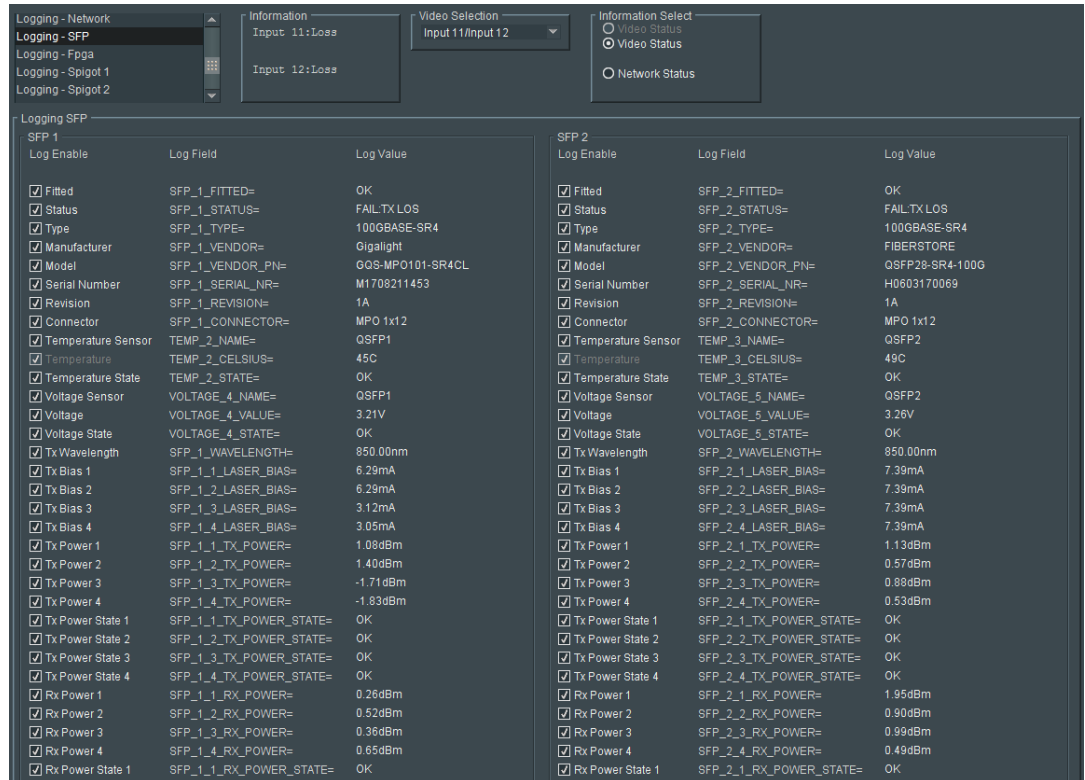 Logging - Network
Logging - SFP
Logging - Fpga
Logging - Spigot 1
Logging - Spigot 2
Information
Input 11:Loss
Input 12:Loss
Video Selection
Input 11/Input 12
Information Select
Video Status
Video Status
Network Status
Logging SFP
SFP 1
Log Enable Log Field Log Value
Fitted SFP_1_FITTED= OK
Status SFP_1_STATUS= FAIL:TX LOS
Type SFP_1_TYPE= 100GBASE-SR4
Manufacturer SFP_1_VENDOR= Gigalight
Model SFP_1_VENDOR_PN= GQS-MPO101-SR4CL
Serial Number SFP_1_SERIAL_NR= M1708211453
Revision SFP_1_REVISION= 1A
Connector SFP_1_CONNECTOR= MPO 1x12
Temperature Sensor TEMP_2_NAME= QSFP1
Temperature TEMP_2_CELSIUS= 45C
Temperature State TEMP_2_STATE= OK
Voltage Sensor VOLTAGE_4_NAME= QSFP1
Voltage VOLTAGE_4_VALUE= 3.21V
Voltage State VOLTAGE_4_STATE= OK
Tx Wavelength SFP_1_WAVELENGTH= 850.00nm
Tx Bias 1 SFP_1_1_LASER_BIAS= 6.29mA
Tx Bias 2 SFP_1_2_LASER_BIAS= 6.29mA
Tx Bias 3 SFP_1_3_LASER_BIAS= 3.12mA
Tx Bias 4 SFP_1_4_LASER_BIAS= 3.05mA
Tx Power 1 SFP_1_1_TX_POWER= 1.08dBm
Tx Power 2 SFP_1_2_TX_POWER= 1.40dBm
Tx Power 3 SFP_1_3_TX_POWER= -1.71dBm
Tx Power 4 SFP_1_4_TX_POWER= -1.83dBm
Tx Power State 1 SFP_1_1_TX_POWER_STATE= OK
Tx Power State 2 SFP_1_2_TX_POWER_STATE= OK
Tx Power State 3 SFP_1_3_TX_POWER_STATE= OK
Tx Power State 4 SFP_1_4_TX_POWER_STATE= OK
Rx Power 1 SFP_1_1_RX_POWER= 0.26dBm
Rx Power 2 SFP_1_2_RX_POWER= 0.52dBm
Rx Power 3 SFP_1_3_RX_POWER= 0.36dBm
Rx Power 4 SFP_1_4_RX_POWER= 0.65dBm
Rx Power State 1 SFP_1_1_RX_POWER_STATE= OK
SFP 2
Log Enable Log Field Log Value
Fitted SFP_2_FITTED= OK
Status SFP_2_STATUS= FAIL:TX LOS
Type SFP_2_TYPE= 100GBASE-SR4
Manufacturer SFP_2_VENDOR= FIBERSTORE
Model SFP_2_VENDOR_PN= QSFP28-SR4-100G
Serial Number SFP_2_SERIAL_NR= H0603170069
Revision SFP_2_REVISION= 1A
Connector SFP_2_CONNECTOR= MPO 1x12
Temperature Sensor TEMP_3_NAME= QSFP2
Temperature TEMP_3_CELSIUS= 49C
Temperature State TEMP_3_STATE= OK
Voltage Sensor VOLTAGE_5_NAME= QSFP2
Voltage VOLTAGE_5_VALUE= 3.26V
Voltage State VOLTAGE_5_STATE= OK
Tx Wavelength SFP_2_WAVELENGTH= 850.00nm
Tx Bias 1 SFP_2_1_LASER_BIAS= 7.39mA
Tx Bias 2 SFP_2_2_LASER_BIAS= 7.39mA
Tx Bias 3 SFP_2_3_LASER_BIAS= 7.39mA
Tx Bias 4 SFP_2_4_LASER_BIAS= 7.39mA
Tx Power 1 SFP_2_1_TX_POWER= 1.13dBm
Tx Power 2 SFP_2_2_TX_POWER= 0.57dBm
Tx Power 3 SFP_2_3_TX_POWER= 0.88dBm
Tx Power 4 SFP_2_4_TX_POWER= 0.53dBm
Tx Power State 1 SFP_2_1_TX_POWER_STATE= OK
Tx Power State 2 SFP_2_2_TX_POWER_STATE= OK
Tx Power State 3 SFP_2_3_TX_POWER_STATE= OK
Tx Power State 4 SFP_2_4_TX_POWER_STATE= OK
Rx Power 1 SFP_2_1_RX_POWER= 1.95dBm
Rx Power 2 SFP_2_2_RX_POWER= 0.90dBm
Rx Power 3 SFP_2_3_RX_POWER= 0.99dBm
Rx Power 4 SFP_2_4_RX_POWER= 0.49dBm
Rx Power State 1 SFP_2_1_RX_POWER_STATE= OK